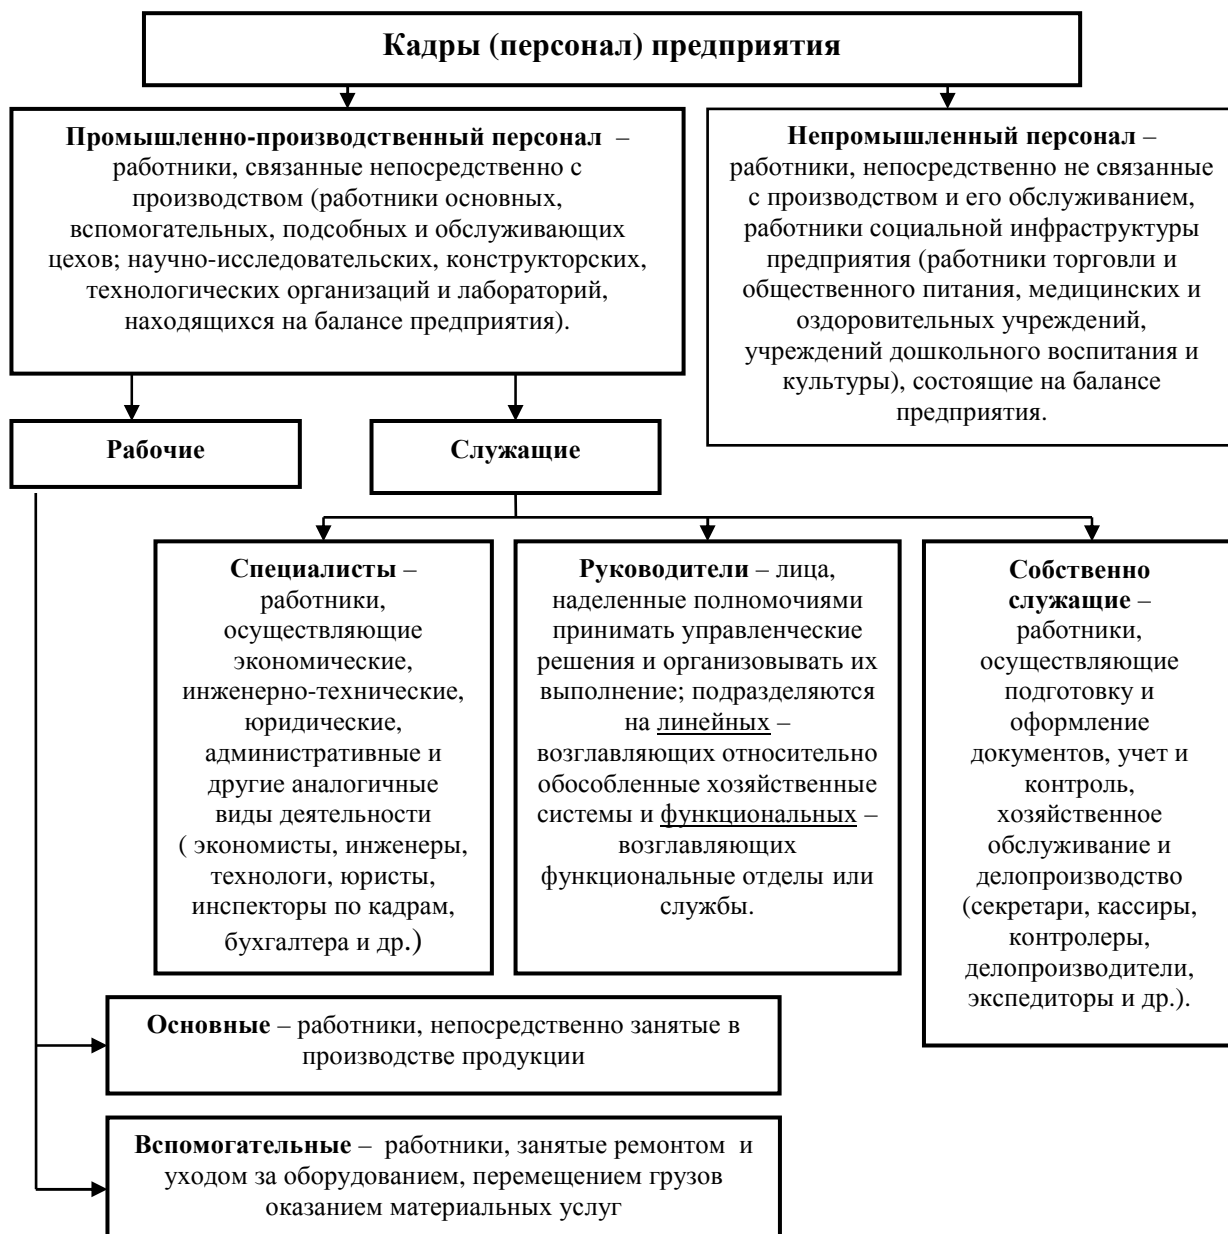 Кадры (персонал) предприятия
Промышленно-производственный персонал –
работники, связанные непосредственно с
производством (работники основных,
вспомогательных, подсобных и обслуживающих
цехов; научно-исследовательских, конструкторских,
технологических организаций и лабораторий,
находящихся на балансе предприятия).
Непромышленный персонал –
работники, непосредственно не связанные
с производством и его обслуживанием,
работники социальной инфраструктуры
предприятия (работники торговли и
общественного питания, медицинских и
оздоровительных учреждений,
учреждений дошкольного воспитания и
культуры), состоящие на балансе
предприятия.
Рабочие
Служащие
Специалисты –
работники,
осуществляющие
экономические,
инженерно-технические,
юридические,
административные и
другие аналогичные
виды деятельности
( экономисты, инженеры,
технологи, юристы,
инспекторы по кадрам,
бухгалтера и др.)
Руководители – лица,
наделенные полномочиями
принимать управленческие
решения и организовывать их
выполнение; подразделяются
на линейных –
возглавляющих относительно
обособленные хозяйственные
системы и функциональных –
возглавляющих
функциональные отделы или
службы.
Собственно
служащие –
работники,
осуществляющие
подготовку и
оформление
документов, учет и
контроль,
хозяйственное
обслуживание и
делопроизводство
(секретари, кассиры,
контролеры,
делопроизводители,
экспедиторы и др.).
Основные – работники, непосредственно занятые в
производстве продукции
Вспомогательные – работники, занятые ремонтом и
уходом за оборудованием, перемещением грузов
оказанием материальных услуг